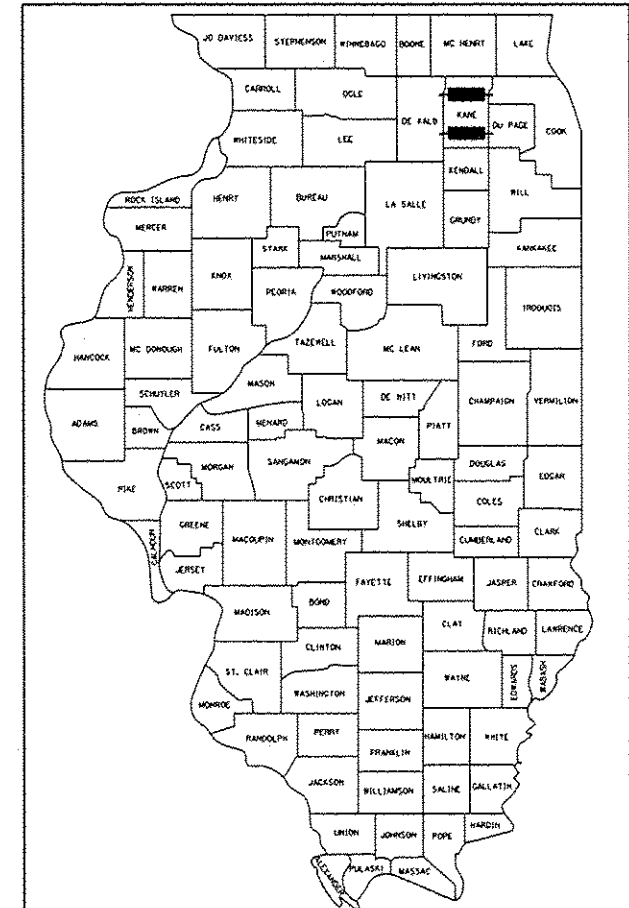 JO DAVIESS
STEPHENSON
WINNEBAGO
BOONE
MC HENRY
LAKE
CARROLL
OGLE
DE KALB
KANE
DU PAGE
COOK
WHITESIDE
LEE
KENDALL
WILL
ROCK ISLAND
HENRY
BUREAU
LA SALLE
GRUNDY
MERCER
PUTNAM
KANKAKEE
STARK
MARSHALL
HENDERSON
WARREN
KNOX
PEORIA
WOODFORD
LIVINGSTON
IROQUOIS
HANCOCK
MC DONOUGH
FULTON
TAZEWELL
MC LEAN
FORD
SCHUYLER
MASON
LOGAN
DE WITT
CHAMPAIGN
VERMILION
ADAMS
BROWN
CASS
MENARD
MACON
PIATT
MORGAN
SANGAMON
DOUGLAS
EDGAR
PIKE
SCOTT
CHRISTIAN
MOULTRIE
COLES
GREENE
MACOUPIN
MONTGOMERY
SHELBY
CUMBERLAND
CLARK
CALHOUN
JERSEY
FAYETTE
EFFINGHAM
JASPER
CRAWFORD
MADISON
BOND
CLAY
RICHLAND
LAWRENCE
CLINTON
MARION
ST. CLAIR
WAYNE
EDWARDS
WABASH
WASHINGTON
JEFFERSON
MONROE
RANDOLPH
PERRY
HAMILTON
WHITE
FRANKLIN
JACKSON
WILLIAMSON
SALINE
GALLATIN
UNION
JOHNSON
POPE
HARDIN
ALEXANDER
PULASKI
MASSAC